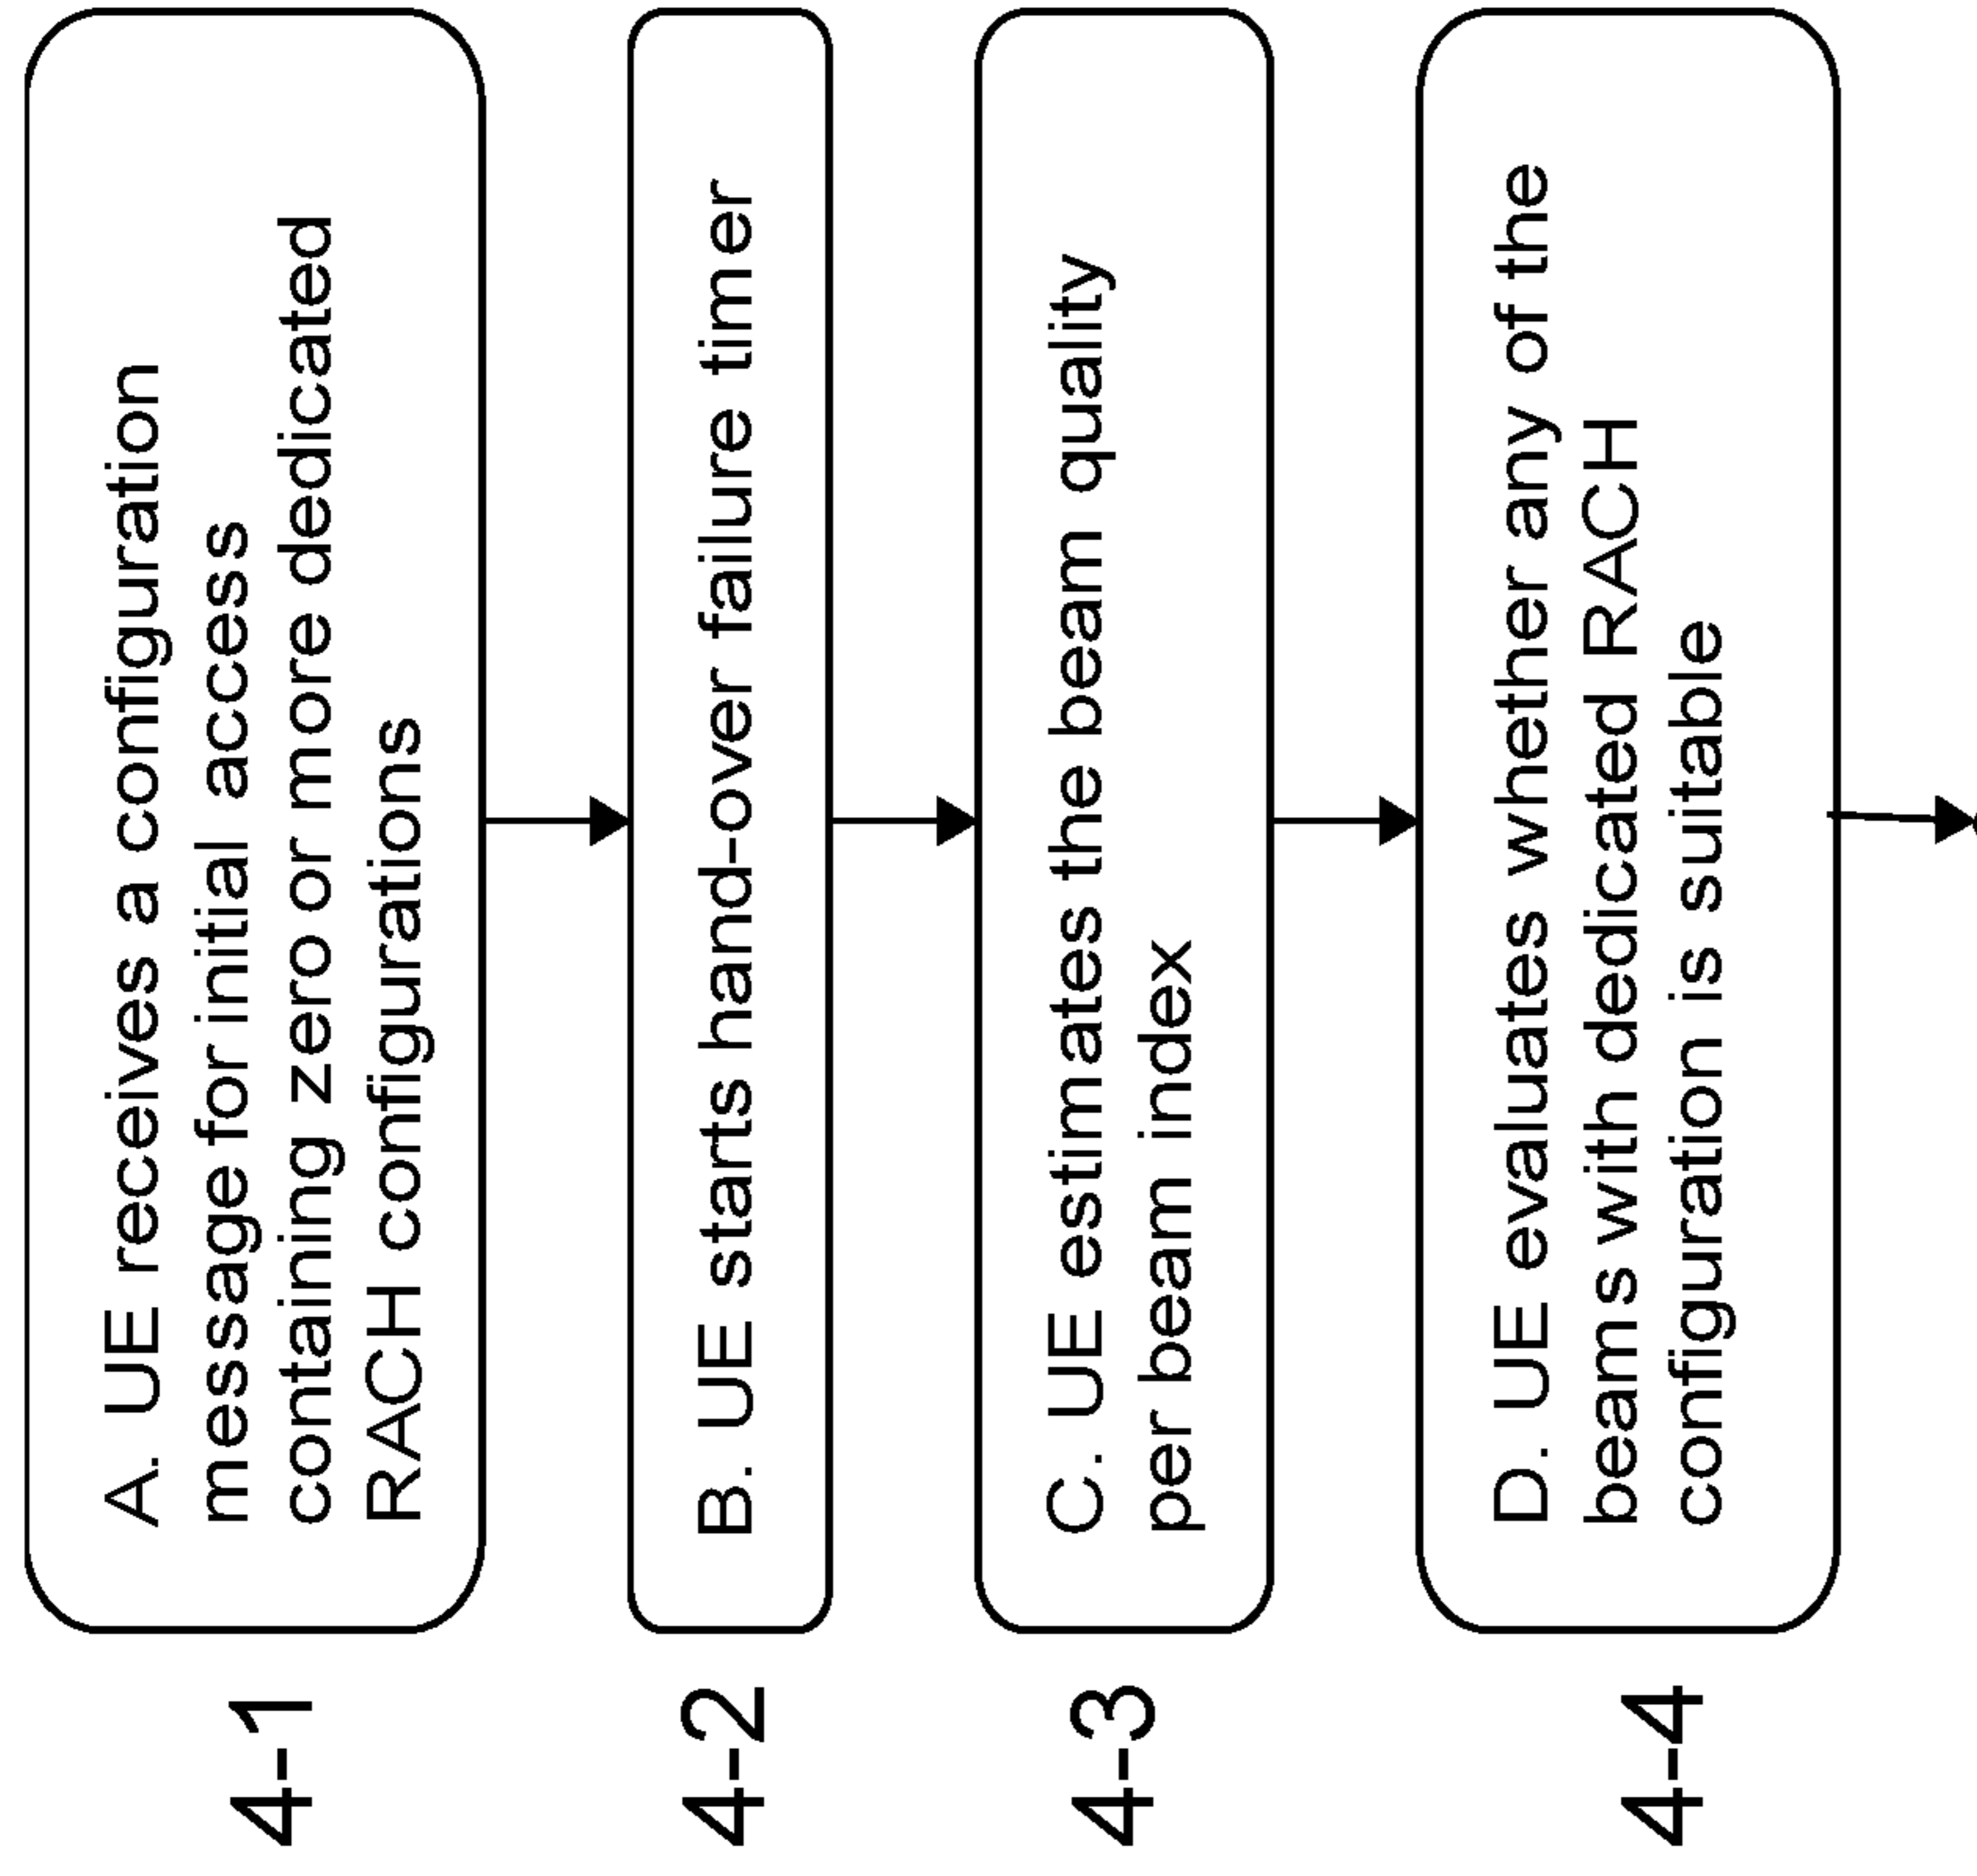 4-1
A. UE receives a configuration
message for initial access
containing zero or more dedicated
RACH configurations
4-2
B. UE starts hand-over failure timer
4-3
C. UE estimates the beam quality
per beam index
4-4
D. UE evaluates whether any of the
beams with dedicated RACH
configuration is suitable